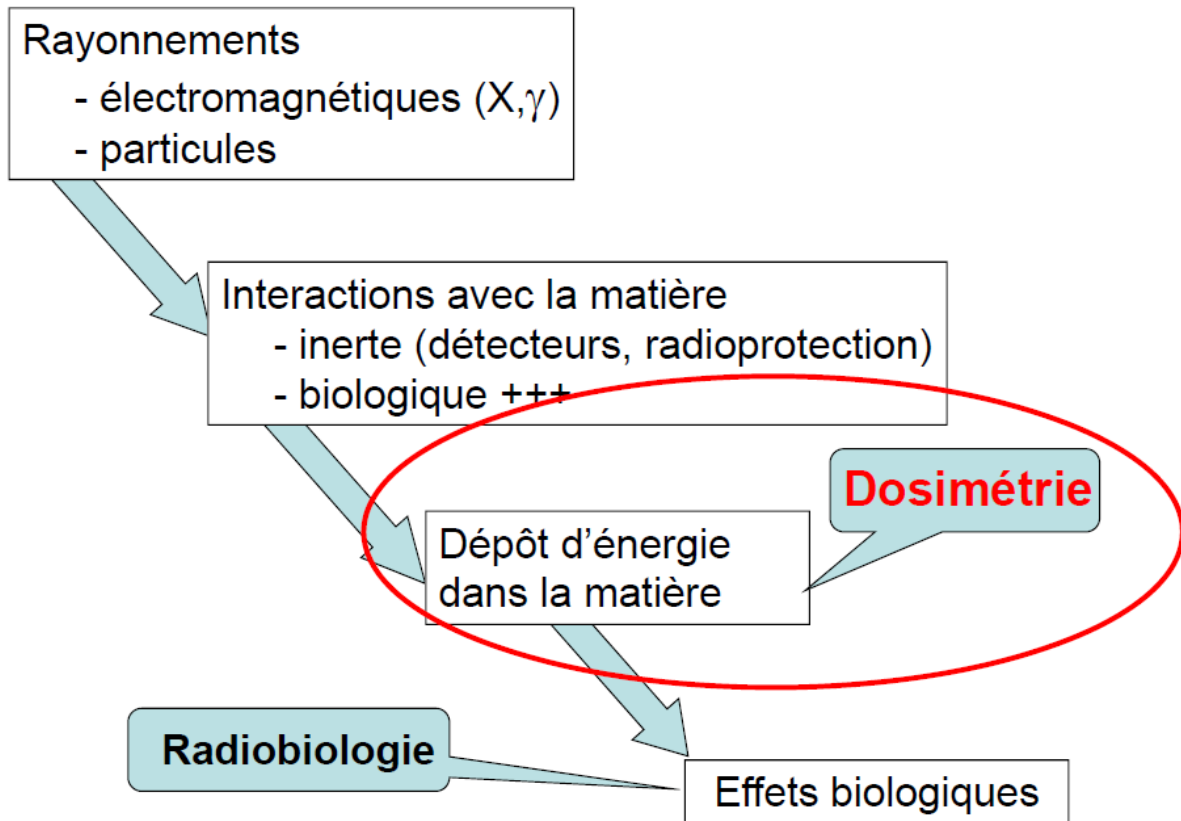 Rayonnements
- électromagnétiques (X,γ)
- particules
Interactions avec la matière
- inerte (détecteurs, radioprotection)
- biologique +++
Dosimétrie
Dépôt d'énergie
dans la matière
Radiobiologie
Effets biologiques